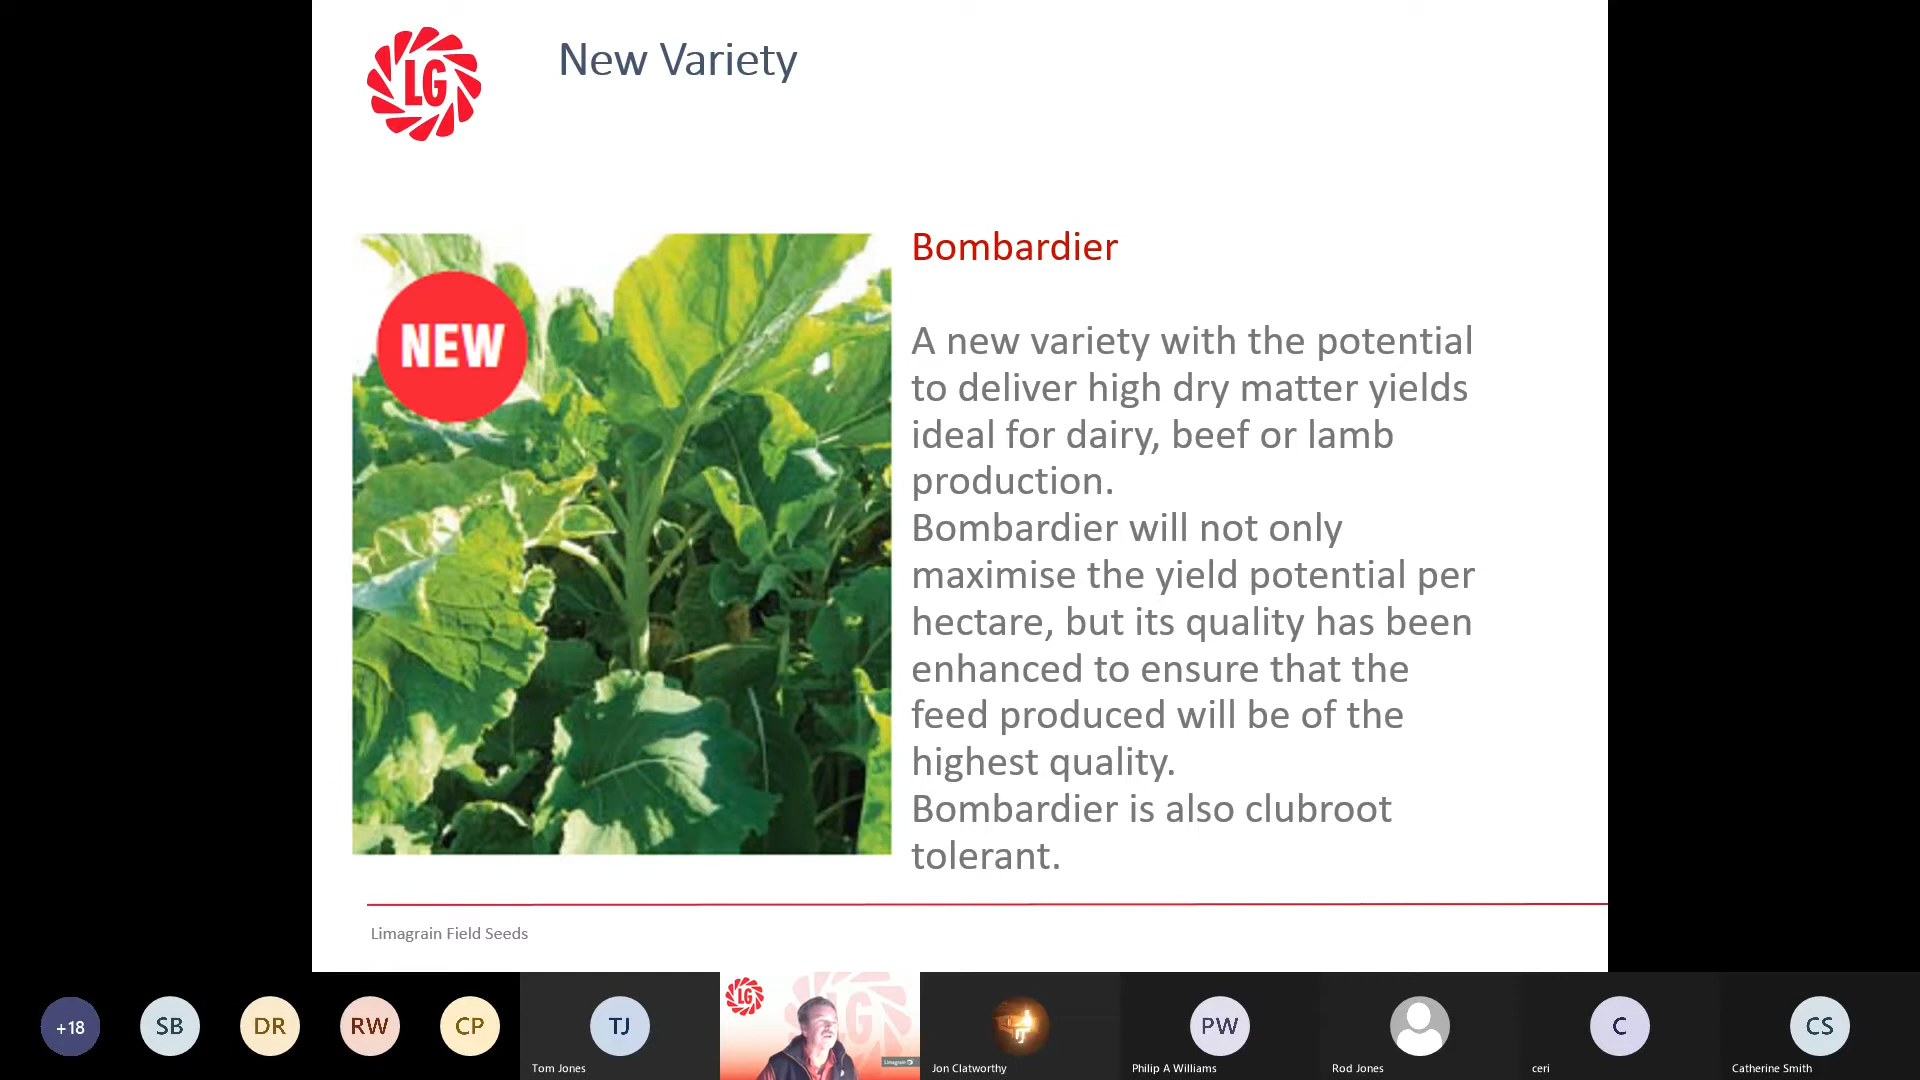 LG
New Variety
NEW
Bombardier
A new variety with the potential
to deliver high dry matter yields
ideal for dairy, beef or lamb
production.
Bombardier will not only
maximise the yield potential per
hectare, but its quality has been
enhanced to ensure that the
feed produced will be of the
highest quality.
Bombardier is also clubroot
tolerant.
Limagrain Field Seeds
+18
SB
DR
RW
CP
TJ
Tom Jones
LG
LG
Limagrain
Jon Clatworthy
PW
Philip A Williams
Rod Jones
C
ceri
CS
Catherine Smith